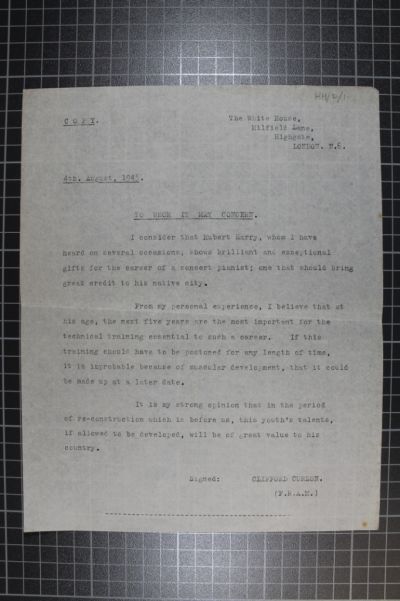 HH/2/1
COPY.
The White House,
Milfield Lane,
Highgate,
LONDON. N.6.
4th. August, 1945.
TO WHOM IT MAY CONCERN.
I consider that Hubert Harry, whom I have
heard on several occasions, shows brilliant and exceptional
gifts for the career of a concert pianist; one that should bring
great credit to his native city.
From my personal experience, I believe that at
his age, the next five years are the most important for the
technical training essential to such a career. If this
training should have to be postoned for any length of time,
it is improbable because of muscular development, that it could
be made up at a later date.
It is my strong opinion that in the period
of re-construction which is before us, this youth's talents,
if allowed to be developed, will be of great value to his
country.
Signed: CLIFFORD CURZON.
(F.R.A.M.)